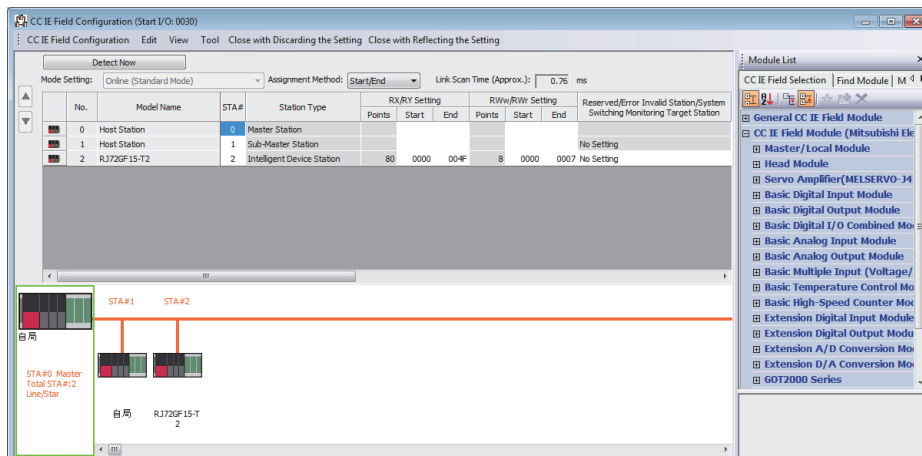 CC IE Field Configuration (Start I/O: 0030)
CC IE Field Configuration Edit View Tool Close with Discarding the Setting Close with Reflecting the Setting
Detect Now
Mode Setting: Online (Standard Mode) Assignment Method: Start/End Link Scan Time (Approx.): 0.76 ms
No. Model Name STA# Station Type RX/RY Setting RWw/RWr Setting Reserved/Error Invalid Station/System
Switching Monitoring Target Station
Points Start End Points Start End
0 Host Station 0 Master Station
1 Host Station 1 Sub-Master Station No Setting
2 RJ72GF15-T2 2 Intelligent Device Station 80 0000 004F 8 0000 0007 No Setting
STA#1 STA#2
自局
STA#0 Master
Total STA#:2
Line/Star
自局 RJ72GF15-T
2
Module List
CC IE Field Selection Find Module M
General CC IE Field Module
CC IE Field Module (Mitsubishi Ele
Master/Local Module
Head Module
Servo Amplifier(MELSERVO-J4
Basic Digital Input Module
Basic Digital Output Module
Basic Digital I/O Combined Mo
Basic Analog Input Module
Basic Analog Output Module
Basic Multiple Input (Voltage/
Basic Temperature Control Mo
Basic High-Speed Counter Mod
Extension Digital Input Module
Extension Digital Output Modu
Extension A/D Conversion Mo
Extension D/A Conversion Mo
GOT2000 Series